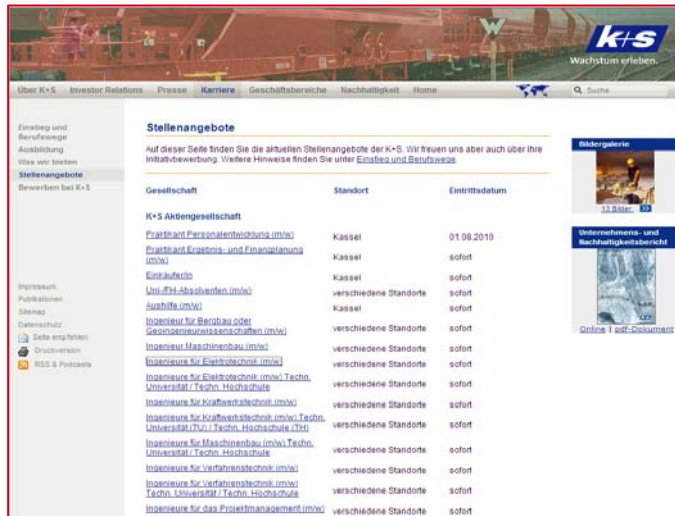 k+s
Wachstum erleben.
Über K+S Investor Relations Presse Karriere Geschäftsbereiche Nachhaltigkeit Home Suche
Einstieg und
Berufswege
Ausbildung
Was wir bieten
Stellenangebote
Bewerben bei K+S
Impressum
Publikationen
Sitemap
Datenschutz
Seite empfehlen
Druckversion
RSS & Podcasts
Stellenangebote
Auf dieser Seite finden Sie die aktuellen Stellenangebote der K+S. Wir freuen uns aber auch über Ihre
Initiativbewerbung. Weitere Hinweise finden Sie unter Einstieg und Berufswege.
Gesellschaft Standort Eintrittsdatum
K+S Aktiengesellschaft
Praktikant Personalentwicklung (m/w) Kassel 01.08.2010
Praktikant Ergebnis- und Finanzplanung
(m/w) Kassel sofort
Einkäufer/in Kassel sofort
Uni-/FH-Absolventen (m/w) verschiedene Standorte sofort
Aushilfe (m/w) Kassel sofort
Ingenieur für Bergbau oder
Geoingenieurwissenschaften (m/w) verschiedene Standorte sofort
Ingenieur Maschinenbau (m/w) verschiedene Standorte sofort
Ingenieure für Elektrotechnik (m/w) verschiedene Standorte sofort
Ingenieure für Elektrotechnik (m/w) Techn.
Universität / Techn. Hochschule verschiedene Standorte sofort
Ingenieure für Kraftwerkstechnik (m/w) verschiedene Standorte sofort
Ingenieure für Kraftwerkstechnik (m/w) Techn.
Universität (TU) / Techn. Hochschule (TH) verschiedene Standorte sofort
Ingenieure für Maschinenbau (m/w) Techn.
Universität / Techn. Hochschule verschiedene Standorte sofort
Ingenieure für Verfahrenstechnik (m/w) verschiedene Standorte sofort
Ingenieure für Verfahrenstechnik (m/w)
Techn. Universität / Techn. Hochschule verschiedene Standorte sofort
Ingenieure für das Projektmanagement (m/w) verschiedene Standorte sofort
Bildergalerie
13 Bilder
Unternehmens- und
Nachhaltigkeitsbericht
Online | pdf-Dokument